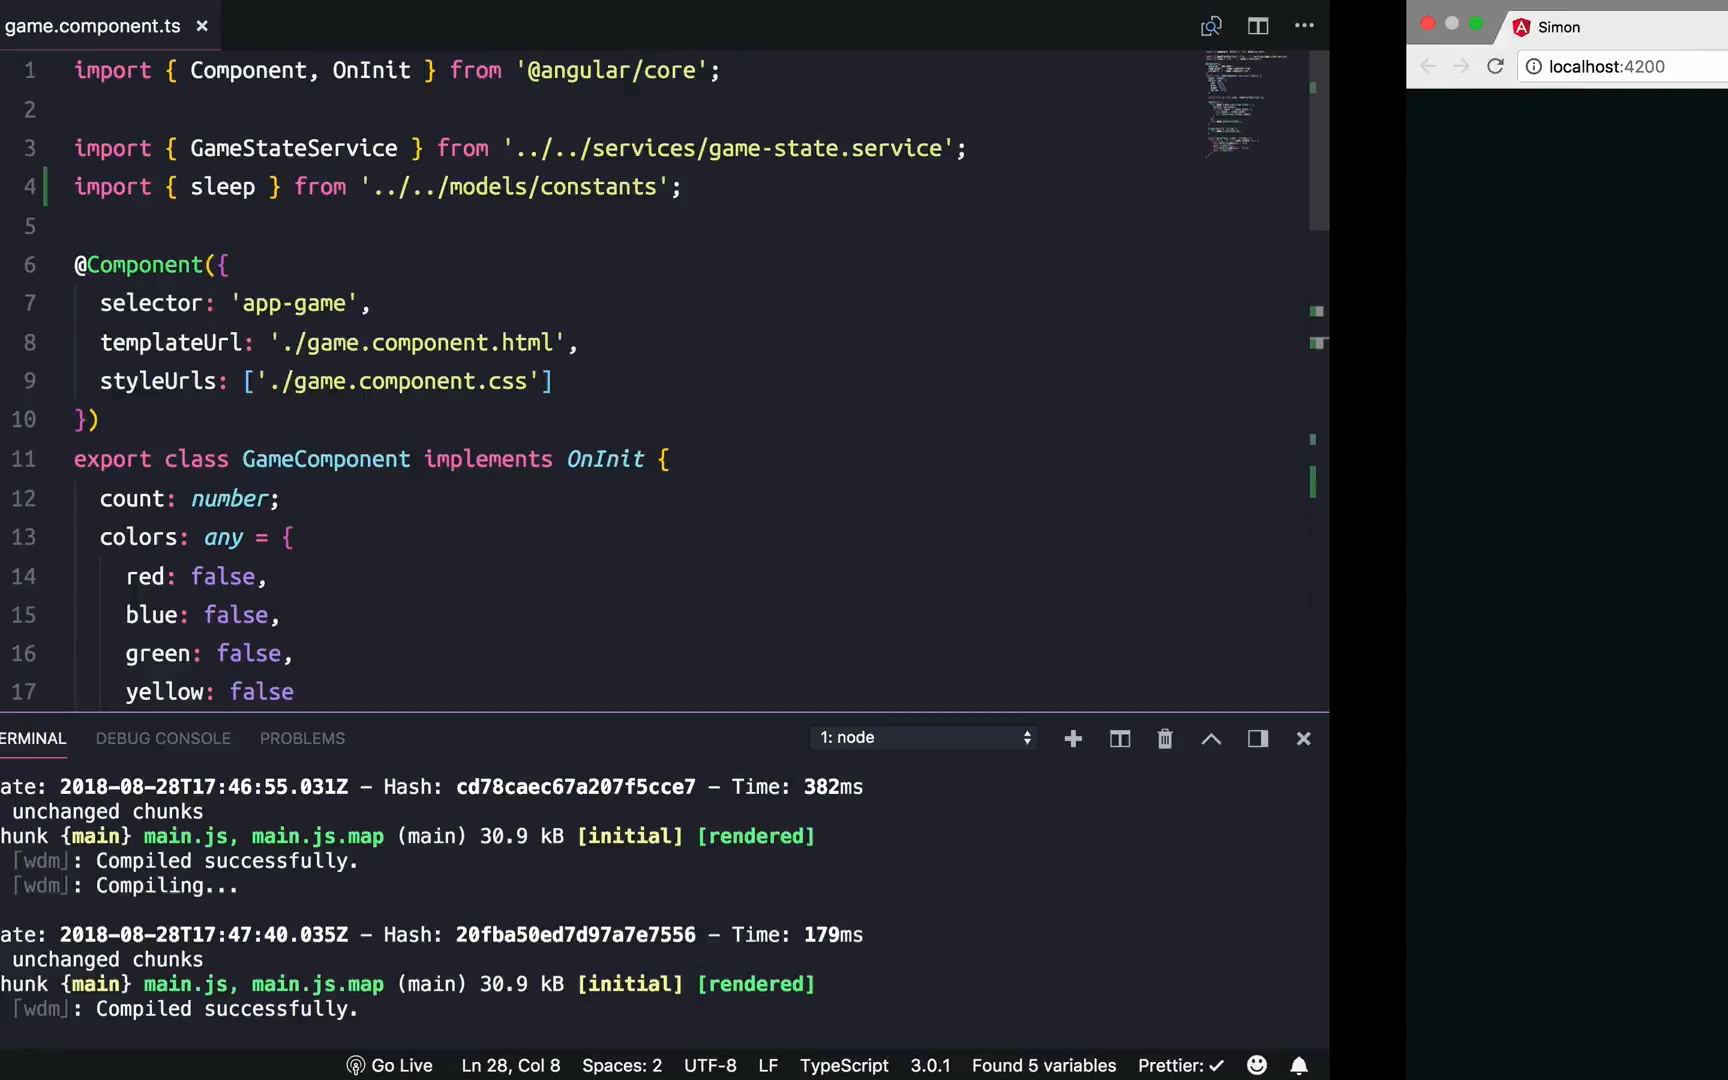 game.component.ts ×
Simon
localhost:4200
1 import { Component, OnInit } from '@angular/core';
2
3 import { GameStateService } from '../../services/game-state.service';
4 import { sleep } from '../../models/constants';
5
6 @Component({
7 selector: 'app-game',
8 templateUrl: './game.component.html',
9 styleUrls: ['./game.component.css']
10 })
11 export class GameComponent implements OnInit {
12 count: number;
13 colors: any = {
14 red: false,
15 blue: false,
16 green: false,
17 yellow: false
ERMINAL DEBUG CONSOLE PROBLEMS 1: node
ate: 2018-08-28T17:46:55.031Z - Hash: cd78caec67a207f5cce7 - Time: 382ms
unchanged chunks
hunk {main} main.js, main.js.map (main) 30.9 kB [initial] [rendered]
｢wdm｣: Compiled successfully.
｢wdm｣: Compiling...
ate: 2018-08-28T17:47:40.035Z - Hash: 20fba50ed7d97a7e7556 - Time: 179ms
unchanged chunks
hunk {main} main.js, main.js.map (main) 30.9 kB [initial] [rendered]
｢wdm｣: Compiled successfully.
Go Live Ln 28, Col 8 Spaces: 2 UTF-8 LF TypeScript 3.0.1 Found 5 variables Prettier: ✓